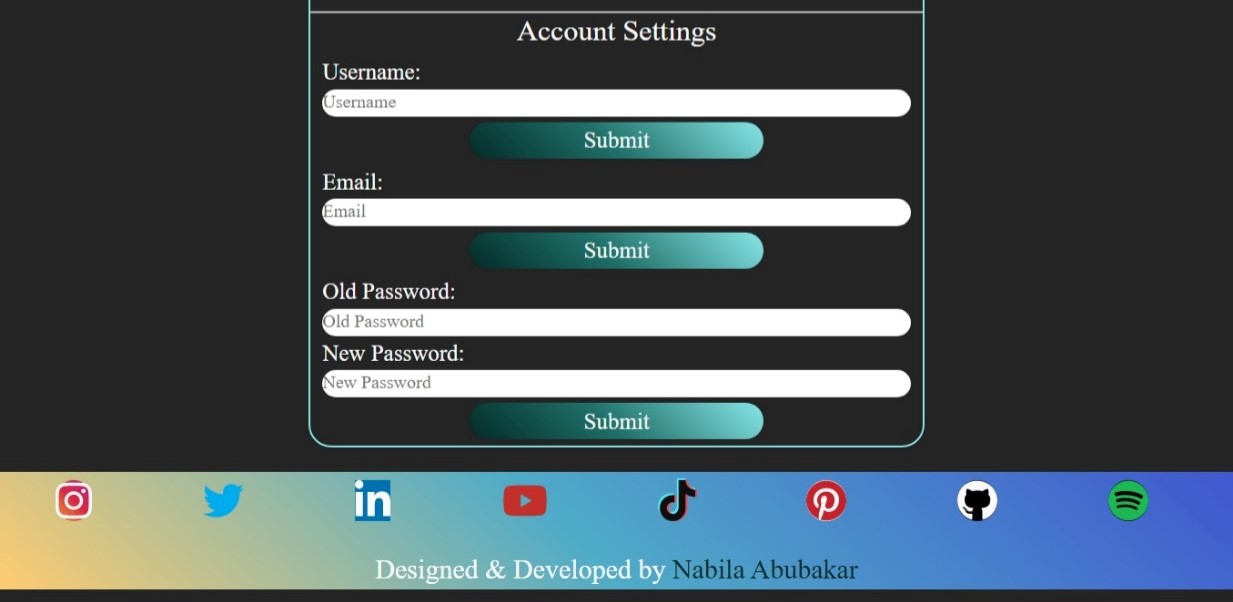 Account Settings
Username:
Username
Submit
Email:
Email
Submit
Old Password:
Old Password
New Password:
New Password
Submit
in
Designed & Developed by Nabila Abubakar